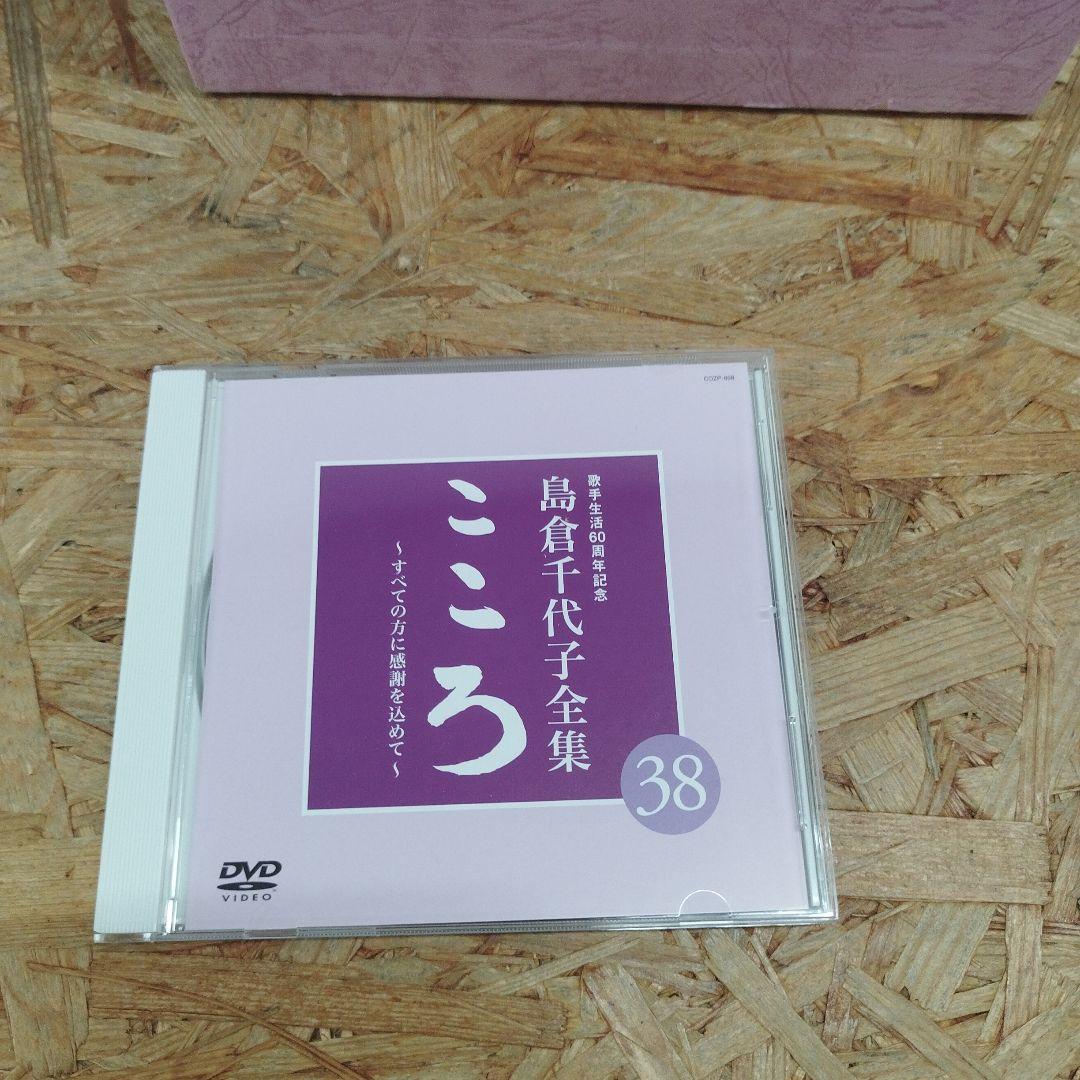 歌手生活60周年記念
島倉千代子全集
こころ
~すべての方に感謝を込めて~
38
DVD
VIDEO